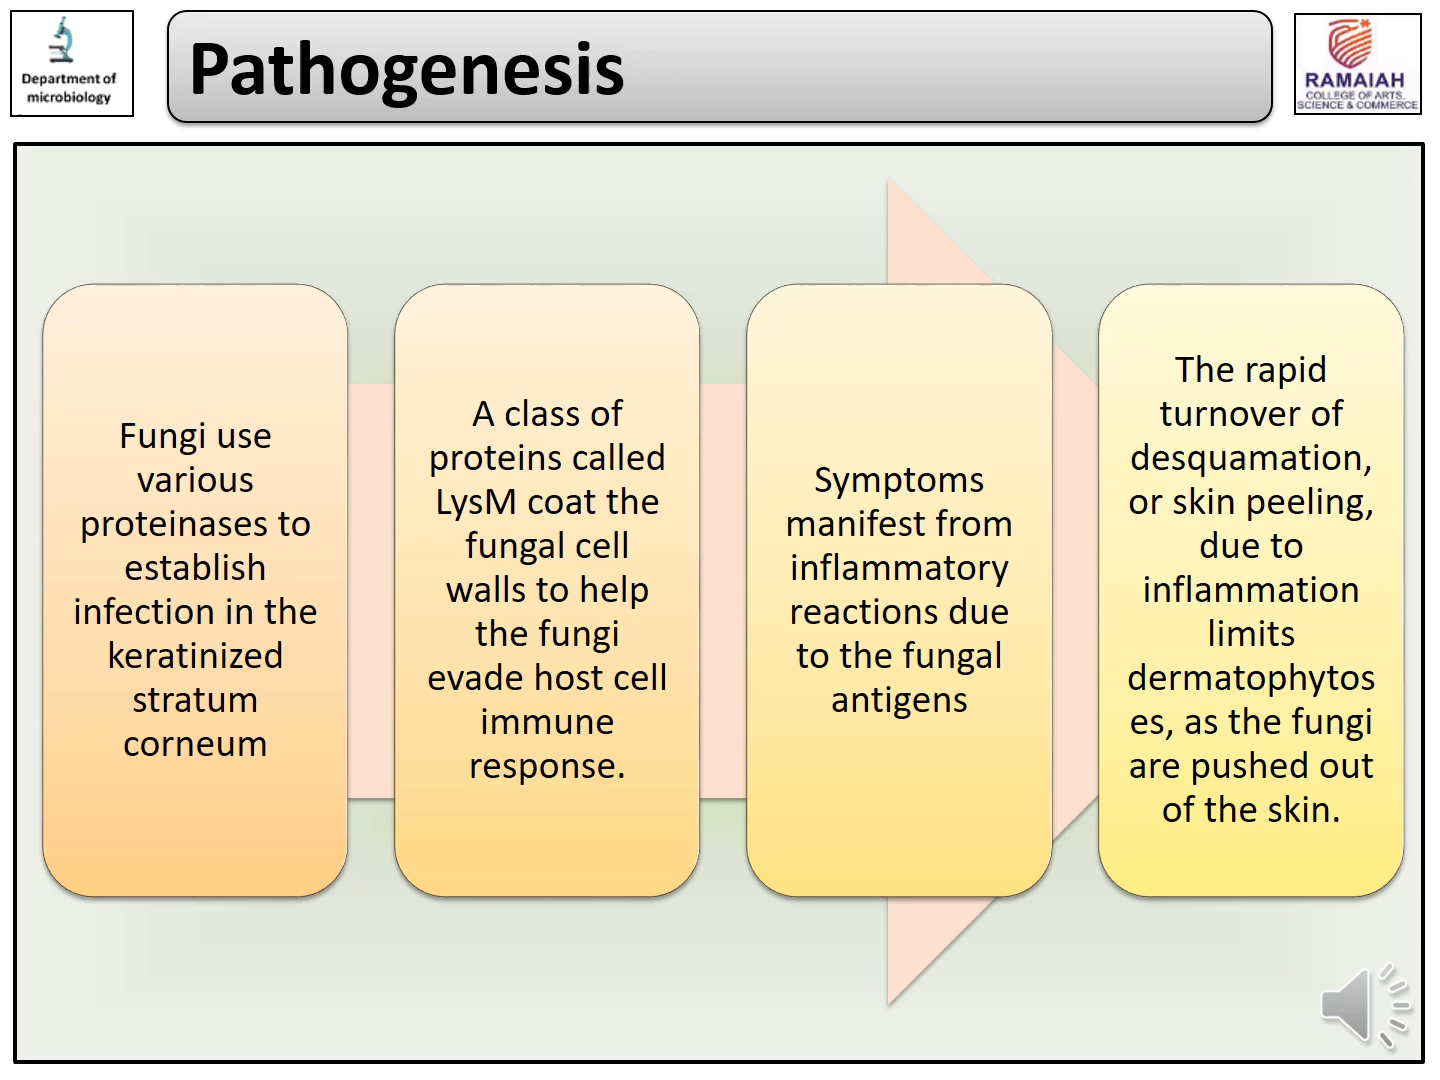 Department of
microbiology
Pathogenesis
RAMAIAH
COLLEGE OF ARTS,
SCIENCE & COMMERCE
Fungi use
various
proteinases to
establish
infection in the
keratinized
stratum
corneum
A class of
proteins called
LysM coat the
fungal cell
walls to help
the fungi
evade host cell
immune
response.
Symptoms
manifest from
inflammatory
reactions due
to the fungal
antigens
The rapid
turnover of
desquamation,
or skin peeling,
due to
inflammation
limits
dermatophytos
es, as the fungi
are pushed out
of the skin.